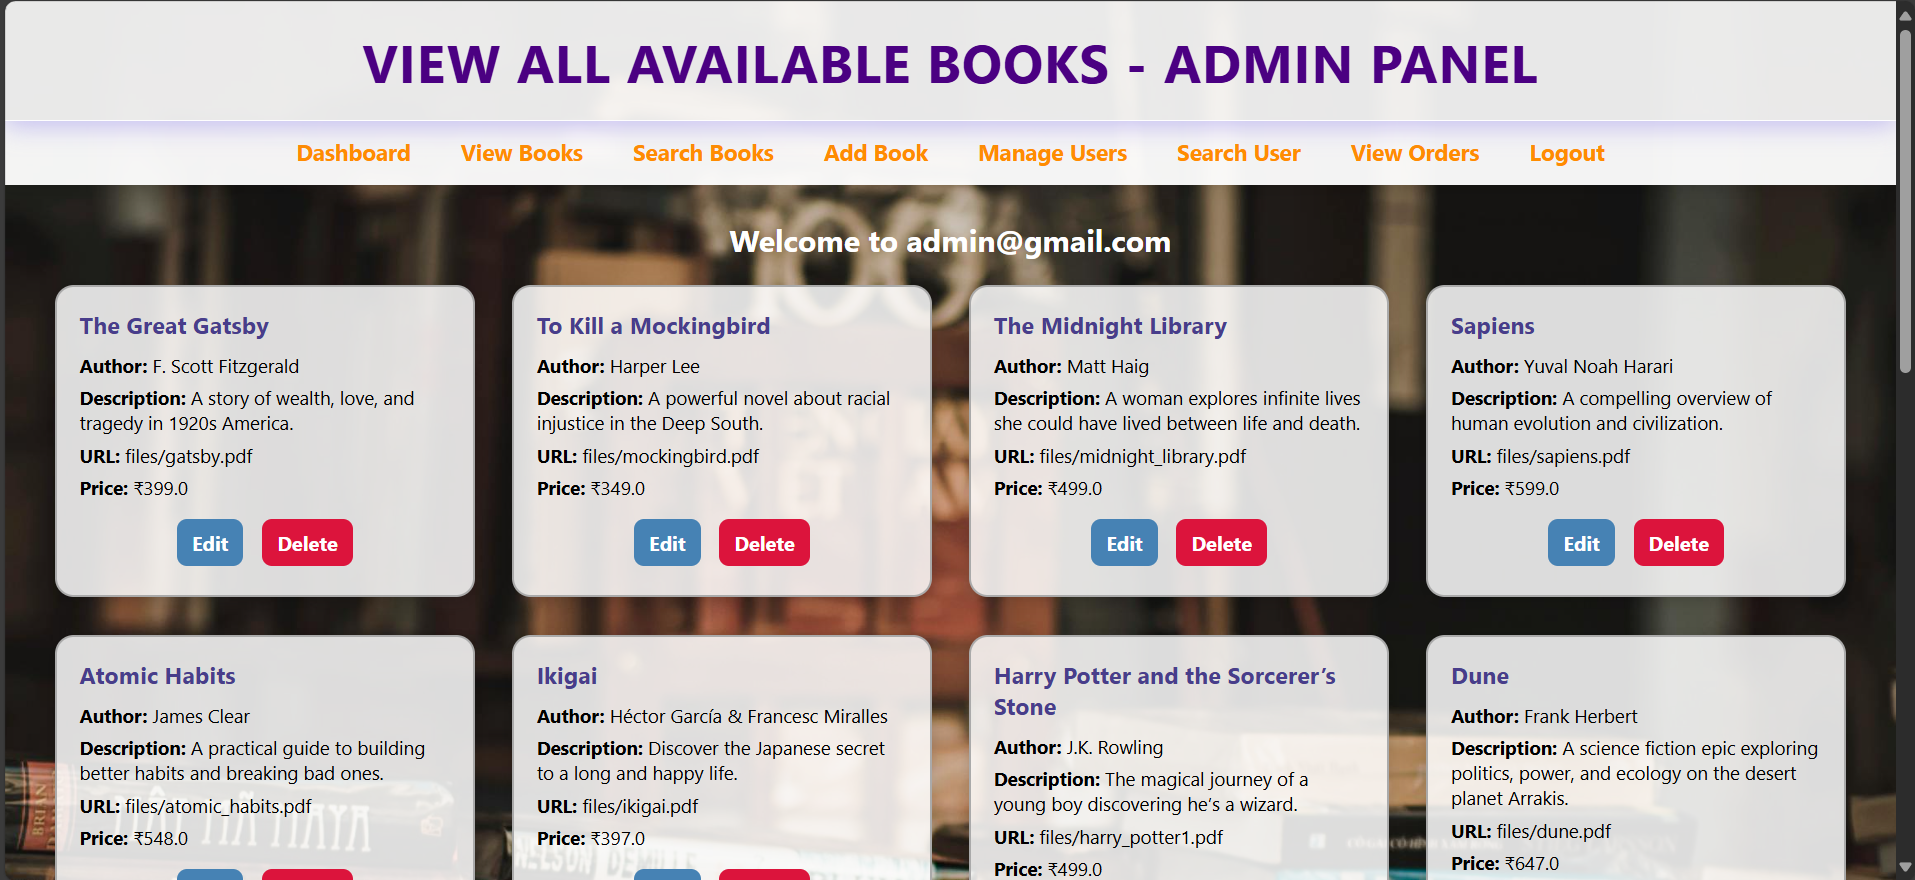 VIEW ALL AVAILABLE BOOKS - ADMIN PANEL
Dashboard View Books Search Books Add Book Manage Users Search User View Orders Logout
Welcome to admin@gmail.com
The Great Gatsby
Author: F. Scott Fitzgerald
Description: A story of wealth, love, and
tragedy in 1920s America.
URL: files/gatsby.pdf
Price: ₹399.0
Edit Delete
To Kill a Mockingbird
Author: Harper Lee
Description: A powerful novel about racial
injustice in the Deep South.
URL: files/mockingbird.pdf
Price: ₹349.0
Edit Delete
The Midnight Library
Author: Matt Haig
Description: A woman explores infinite lives
she could have lived between life and death.
URL: files/midnight_library.pdf
Price: ₹499.0
Edit Delete
Sapiens
Author: Yuval Noah Harari
Description: A compelling overview of
human evolution and civilization.
URL: files/sapiens.pdf
Price: ₹599.0
Edit Delete
Atomic Habits
Author: James Clear
Description: A practical guide to building
better habits and breaking bad ones.
URL: files/atomic_habits.pdf
Price: ₹548.0
Ikigai
Author: Héctor García & Francesc Miralles
Description: Discover the Japanese secret
to a long and happy life.
URL: files/ikigai.pdf
Price: ₹397.0
Harry Potter and the Sorcerer’s
Stone
Author: J.K. Rowling
Description: The magical journey of a
young boy discovering he’s a wizard.
URL: files/harry_potter1.pdf
Price: ₹499.0
Dune
Author: Frank Herbert
Description: A science fiction epic exploring
politics, power, and ecology on the desert
planet Arrakis.
URL: files/dune.pdf
Price: ₹647.0
BRIAN
NELSON